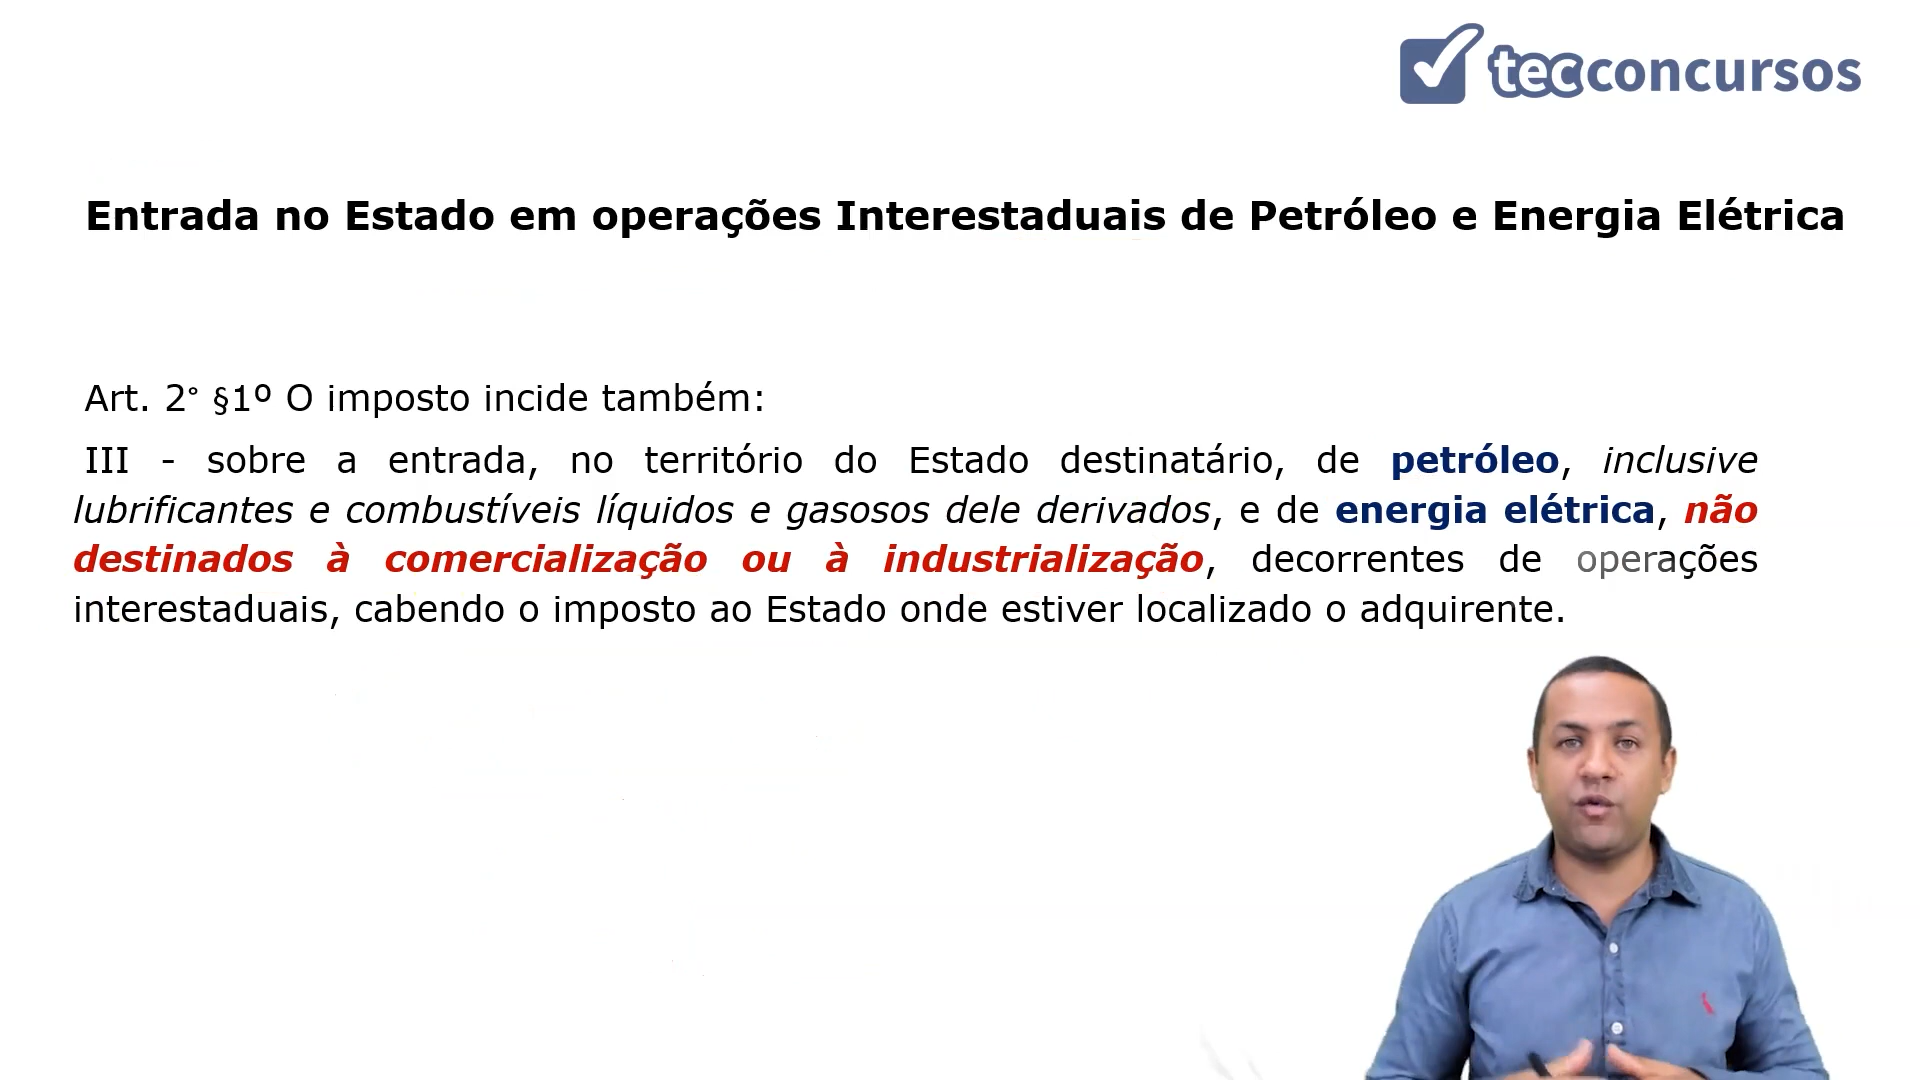 tecconcursos
Entrada no Estado em operações Interestaduais de Petróleo e Energia Elétrica
Art. 2° §1º O imposto incide também:
III - sobre a entrada, no território do Estado destinatário, de petróleo, inclusive
lubrificantes e combustíveis líquidos e gasosos dele derivados, e de energia elétrica, não
destinados à comercialização ou à industrialização, decorrentes de operações
interestaduais, cabendo o imposto ao Estado onde estiver localizado o adquirente.